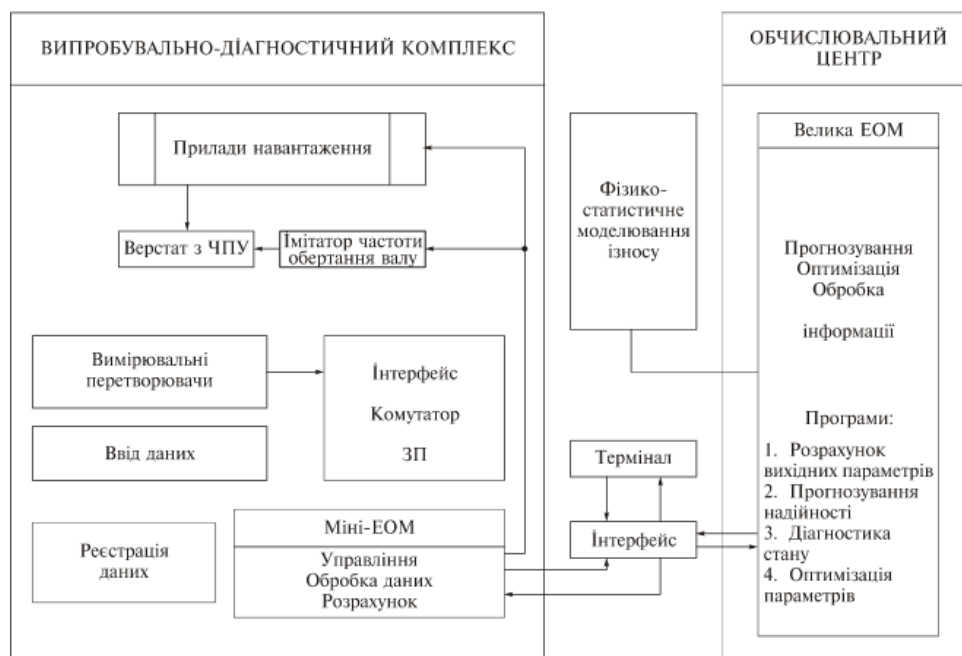 ВИПРОБУВАЛЬНО-ДІАГНОСТИЧНИЙ КОМПЛЕКС
Прилади навантаження
Верстат з ЧПУ
Імітатор частоти
обертання валу
Вимірювальні
перетворювачи
Ввід даних
Інтерфейс
Комутатор
ЗП
Реєстрація
даних
Міні-ЕОМ
Управління
Обробка даних
Розрахунок
Фізико-
статистичне
моделювання
ізносу
Термінал
Інтерфейс
ОБЧИСЛЮВАЛЬНИЙ
ЦЕНТР
Велика ЕОМ
Прогнозування
Оптимізація
Обробка
інформації
Програми:
1. Розрахунок
вихідних параметрів
2. Прогнозування
надійності
3. Діагностика
стану
4. Оптимізація
параметрів